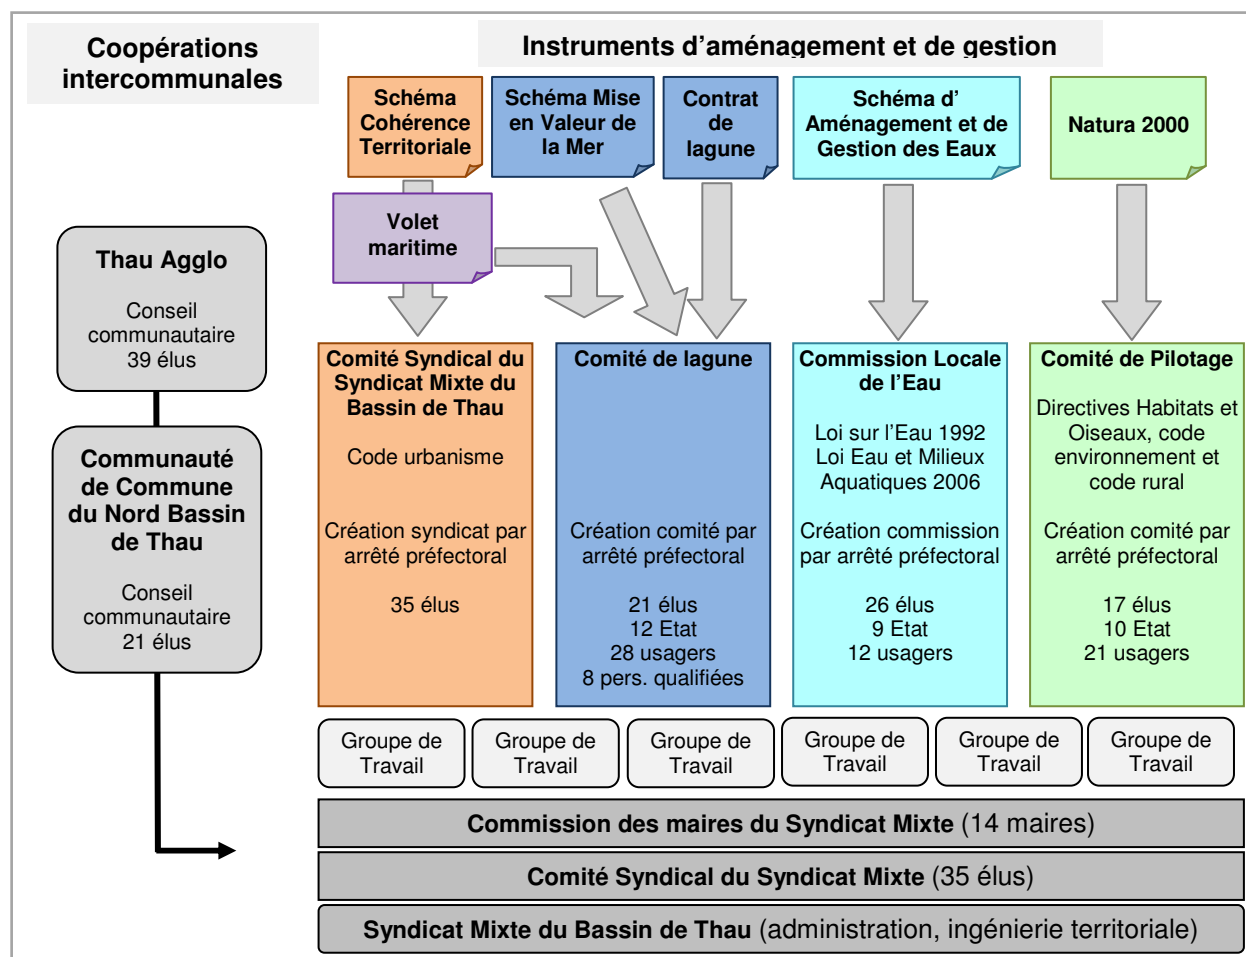 Coopérations
intercommunales
Instruments d’aménagement et de gestion
Schéma
Cohérence
Territoriale
Schéma Mise
en Valeur de
la Mer
Contrat
de
lagune
Schéma d’
Aménagement et de
Gestion des Eaux
Natura 2000
Volet
maritime
Thau Agglo
Conseil
communautaire
39 élus
Communauté
de Commune
du Nord Bassin
de Thau
Conseil
communautaire
21 élus
Comité Syndical du
Syndicat Mixte du
Bassin de Thau
Code urbanisme
Création syndicat par
arrêté préfectoral
35 élus
Comité de lagune
Création comité par
arrêté préfectoral
21 élus
12 Etat
28 usagers
8 pers. qualifiées
Commission Locale
de l’Eau
Loi sur l’Eau 1992
Loi Eau et Milieux
Aquatiques 2006
Création commission
par arrêté préfectoral
26 élus
9 Etat
12 usagers
Comité de Pilotage
Directives Habitats et
Oiseaux, code
environnement et
code rural
Création comité par
arrêté préfectoral
17 élus
10 Etat
21 usagers
Groupe de
Travail
Groupe de
Travail
Groupe de
Travail
Groupe de
Travail
Groupe de
Travail
Groupe de
Travail
Commission des maires du Syndicat Mixte (14 maires)
Comité Syndical du Syndicat Mixte (35 élus)
Syndicat Mixte du Bassin de Thau (administration, ingénierie territoriale)